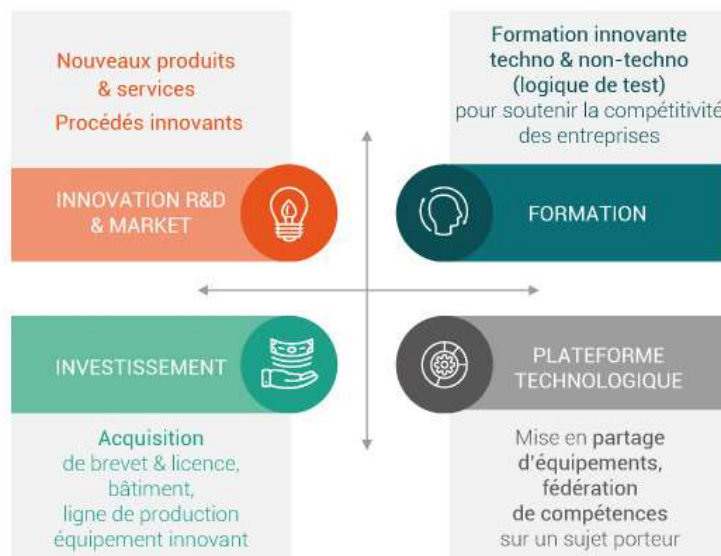 Nouveaux produits
& services
Procédés innovants
INNOVATION R&D
& MARKET
Formation innovante
techno & non-techno
(logique de test)
pour soutenir la compétitivité
des entreprises
FORMATION
INVESTISSEMENT
Acquisition
de brevet & licence,
bâtiment,
ligne de production
équipement innovant
PLATEFORME
TECHNOLOGIQUE
Mise en partage
d'équipements,
fédération
de compétences
sur un sujet porteur